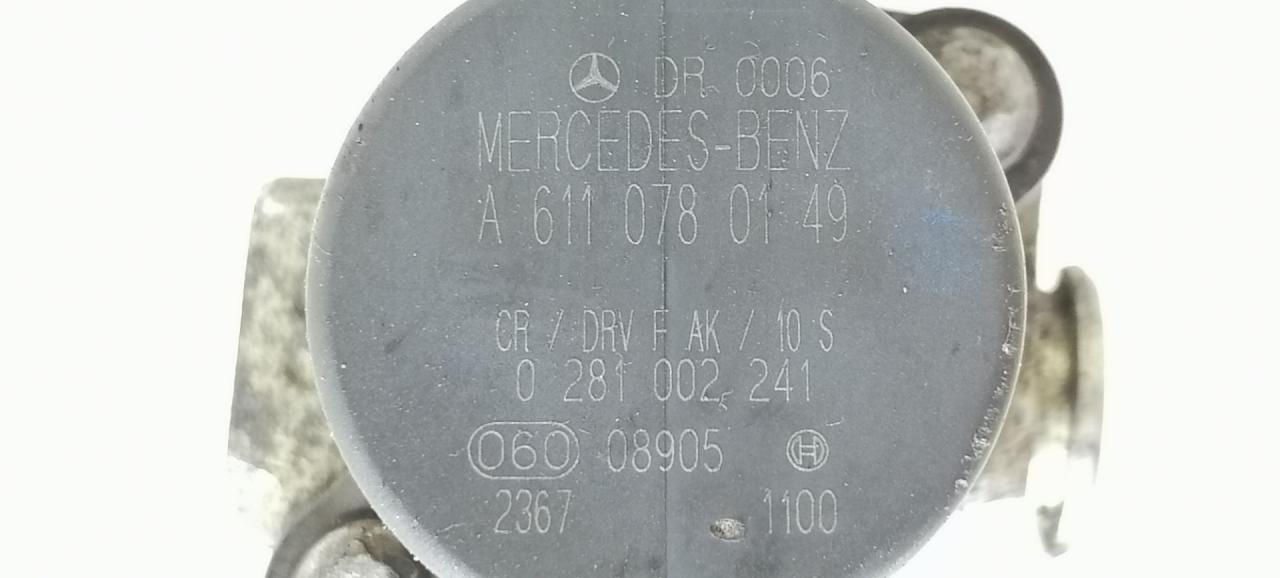 DR 0006
MERCEDES-BENZ
A 611 078 01 49
CR / DRV F AK / 10 S
0 281 002 241
060 08905 H
2367 1100